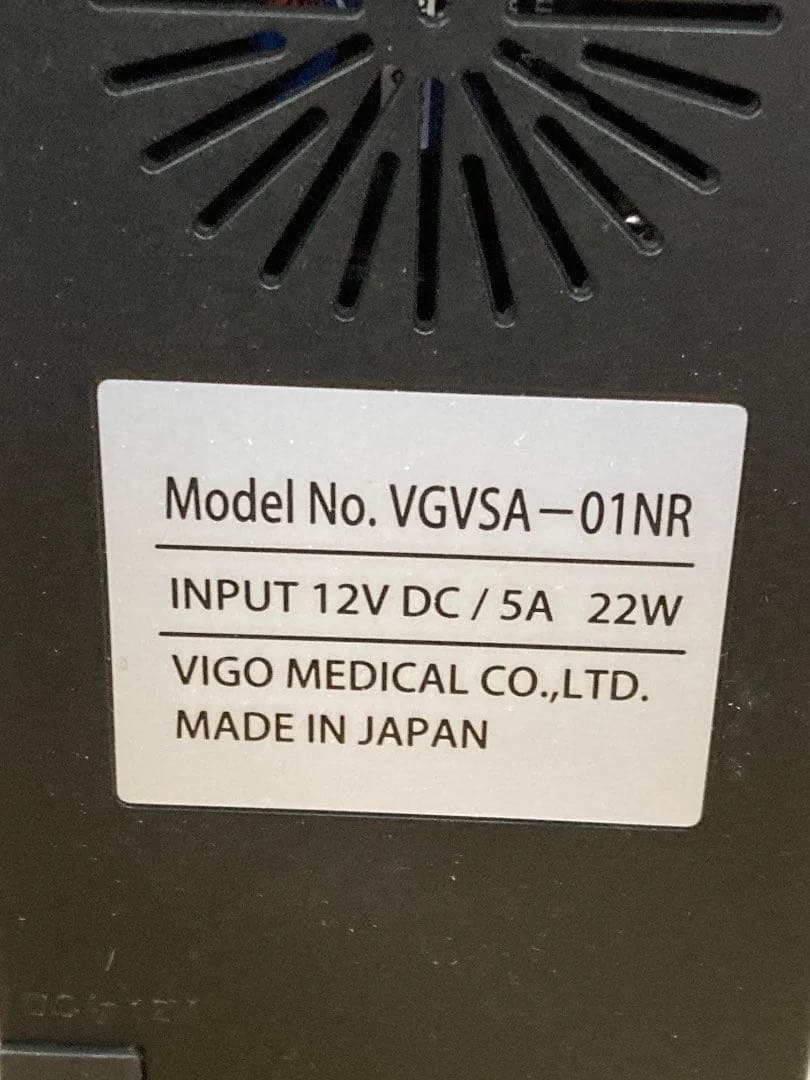 Model No. VGVSA-01NR
INPUT 12V DC / 5A 22W
VIGO MEDICAL CO.,LTD.
MADE IN JAPAN